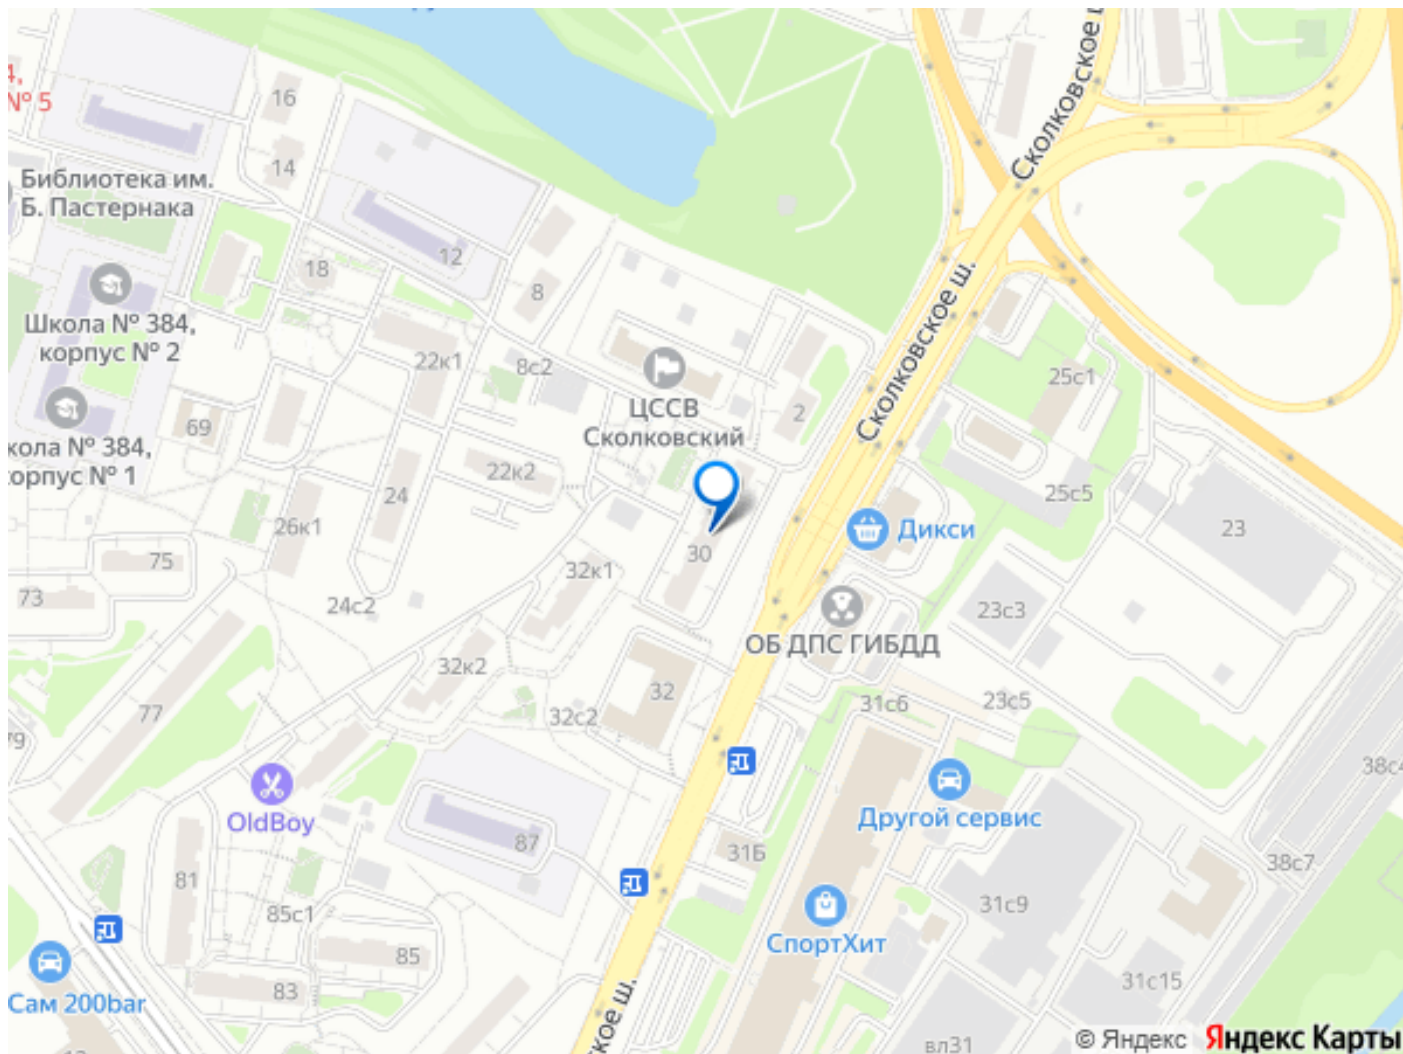 Сколковское ш.
4,
№ 5
16
14
Библиотека им.
Б. Пастернака
12
18
8
Сколковское ш.
Школа № 384,
корпус № 2
22к1
8с2
ЦССВ
Сколковский
2
25с1
69
кола № 384,
орпус № 1
22к2
24
26к1
25с5
23
Дикси
30
75
32к1
73
24с2
23с3
ОБ ДПС ГИБДД
32к2
32
77
32с2
31с6
23с5
79
38с4
OldBoy
Другой сервис
87
31Б
38с7
81
85с1
31с9
СпортХит
85
83
31с15
Сам 200bar
кое ш.
вл31
© Яндекс
Яндекс Карты